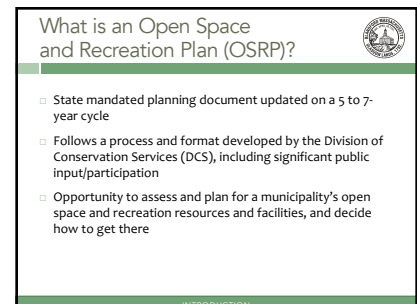 What is an Open Space
and Recreation Plan (OSRP)?
State mandated planning document updated on a 5 to 7-
year cycle
Follows a process and format developed by the Division of
Conservation Services (DCS), including significant public
input/participation
Opportunity to assess and plan for a municipality's open
space and recreation resources and facilities, and decide
how to get there
INTRODUCTION